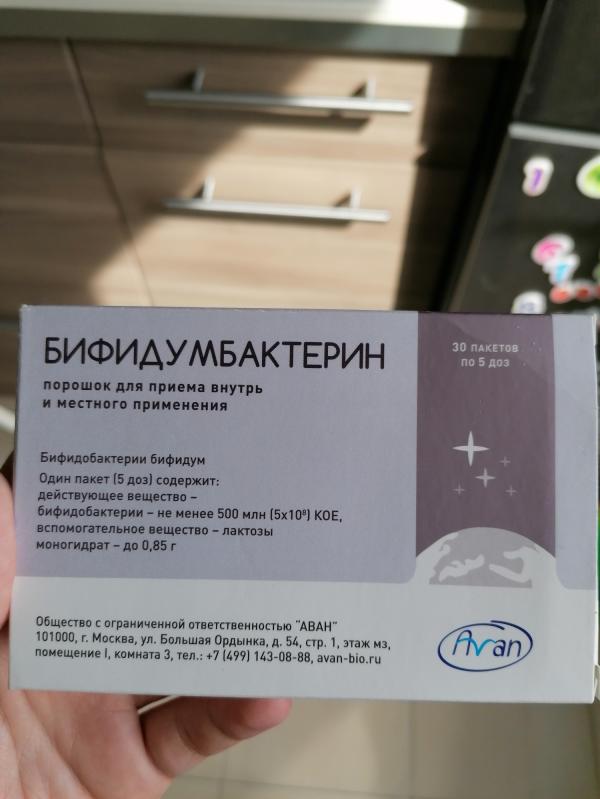 БИФИДУМБАКТЕРИН
порошок для приема внутрь
и местного применения
30 ПАКЕТОВ
ПО 5 ДОЗ
Бифидобактерии бифидум
Один пакет (5 доз) содержит:
действующее вещество –
бифидобактерии – не менее 500 млн (5х10⁸) КОЕ,
вспомогательное вещество – лактозы
моногидрат – до 0,85 г
Общество с ограниченной ответственностью "АВАН"
101000, г. Москва, ул. Большая Ордынка, д. 54, стр. 1, этаж мз,
помещение I, комната 3, тел.: +7 (499) 143-08-88, avan-bio.ru
Avan
1